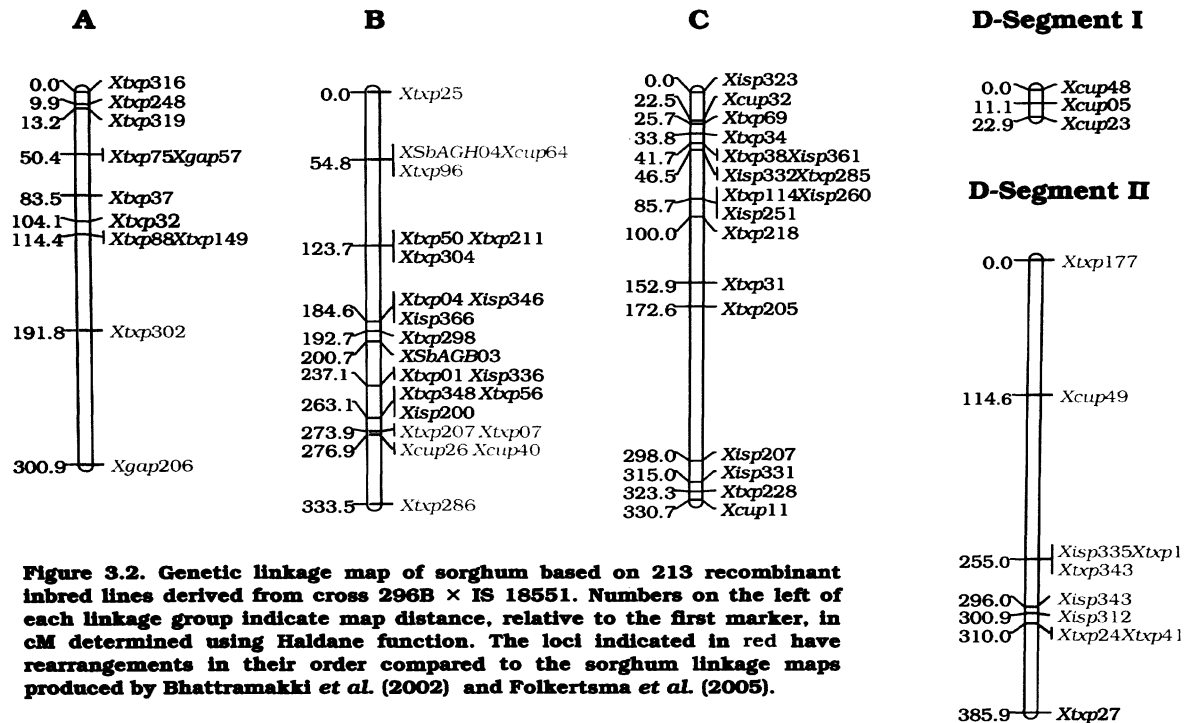 A
0.0 Xtxp316
9.9 Xtxp248
13.2 Xtxp319
50.4 Xtxp75Xgap57
83.5 Xtxp37
104.1 Xtxp32
114.4 Xtxp88Xtxp149
191.8 Xtxp302
300.9 Xgap206
B
0.0 Xtxp25
54.8 XSbAGH04Xcup64
Xtxp96
123.7 Xtxp50 Xtxp211
Xtxp304
184.6 Xtxp04 Xisp346
Xisp366
192.7 Xtxp298
200.7 XSbAGB03
237.1 Xtxp01 Xisp336
263.1 Xtxp348 Xtxp56
Xisp200
273.9 Xtxp207 Xtxp07
276.9 Xcup26 Xcup40
333.5 Xtxp286
C
0.0 Xisp323
22.5 Xcup32
25.7 Xtxp69
33.8 Xtxp34
41.7 Xtxp38Xisp361
46.5 Xisp332Xtxp285
85.7 Xtxp114Xisp260
Xisp251
100.0 Xtxp218
152.9 Xtxp31
172.6 Xtxp205
298.0 Xisp207
315.0 Xisp331
323.3 Xtxp228
330.7 Xcup11
D-Segment I
0.0 Xcup48
11.1 Xcup05
22.9 Xcup23
D-Segment II
0.0 Xtxp177
114.6 Xcup49
255.0 Xisp335Xtxp1
Xtxp343
296.0 Xisp343
300.9 Xisp312
310.0 Xtxp24Xtxp41
385.9 Xtxp27
Figure 3.2. Genetic linkage map of sorghum based on 213 recombinant
inbred lines derived from cross 296B × IS 18551. Numbers on the left of
each linkage group indicate map distance, relative to the first marker, in
cM determined using Haldane function. The loci indicated in red have
rearrangements in their order compared to the sorghum linkage maps
produced by Bhattramakki et al. (2002) and Folkertsma et al. (2005).